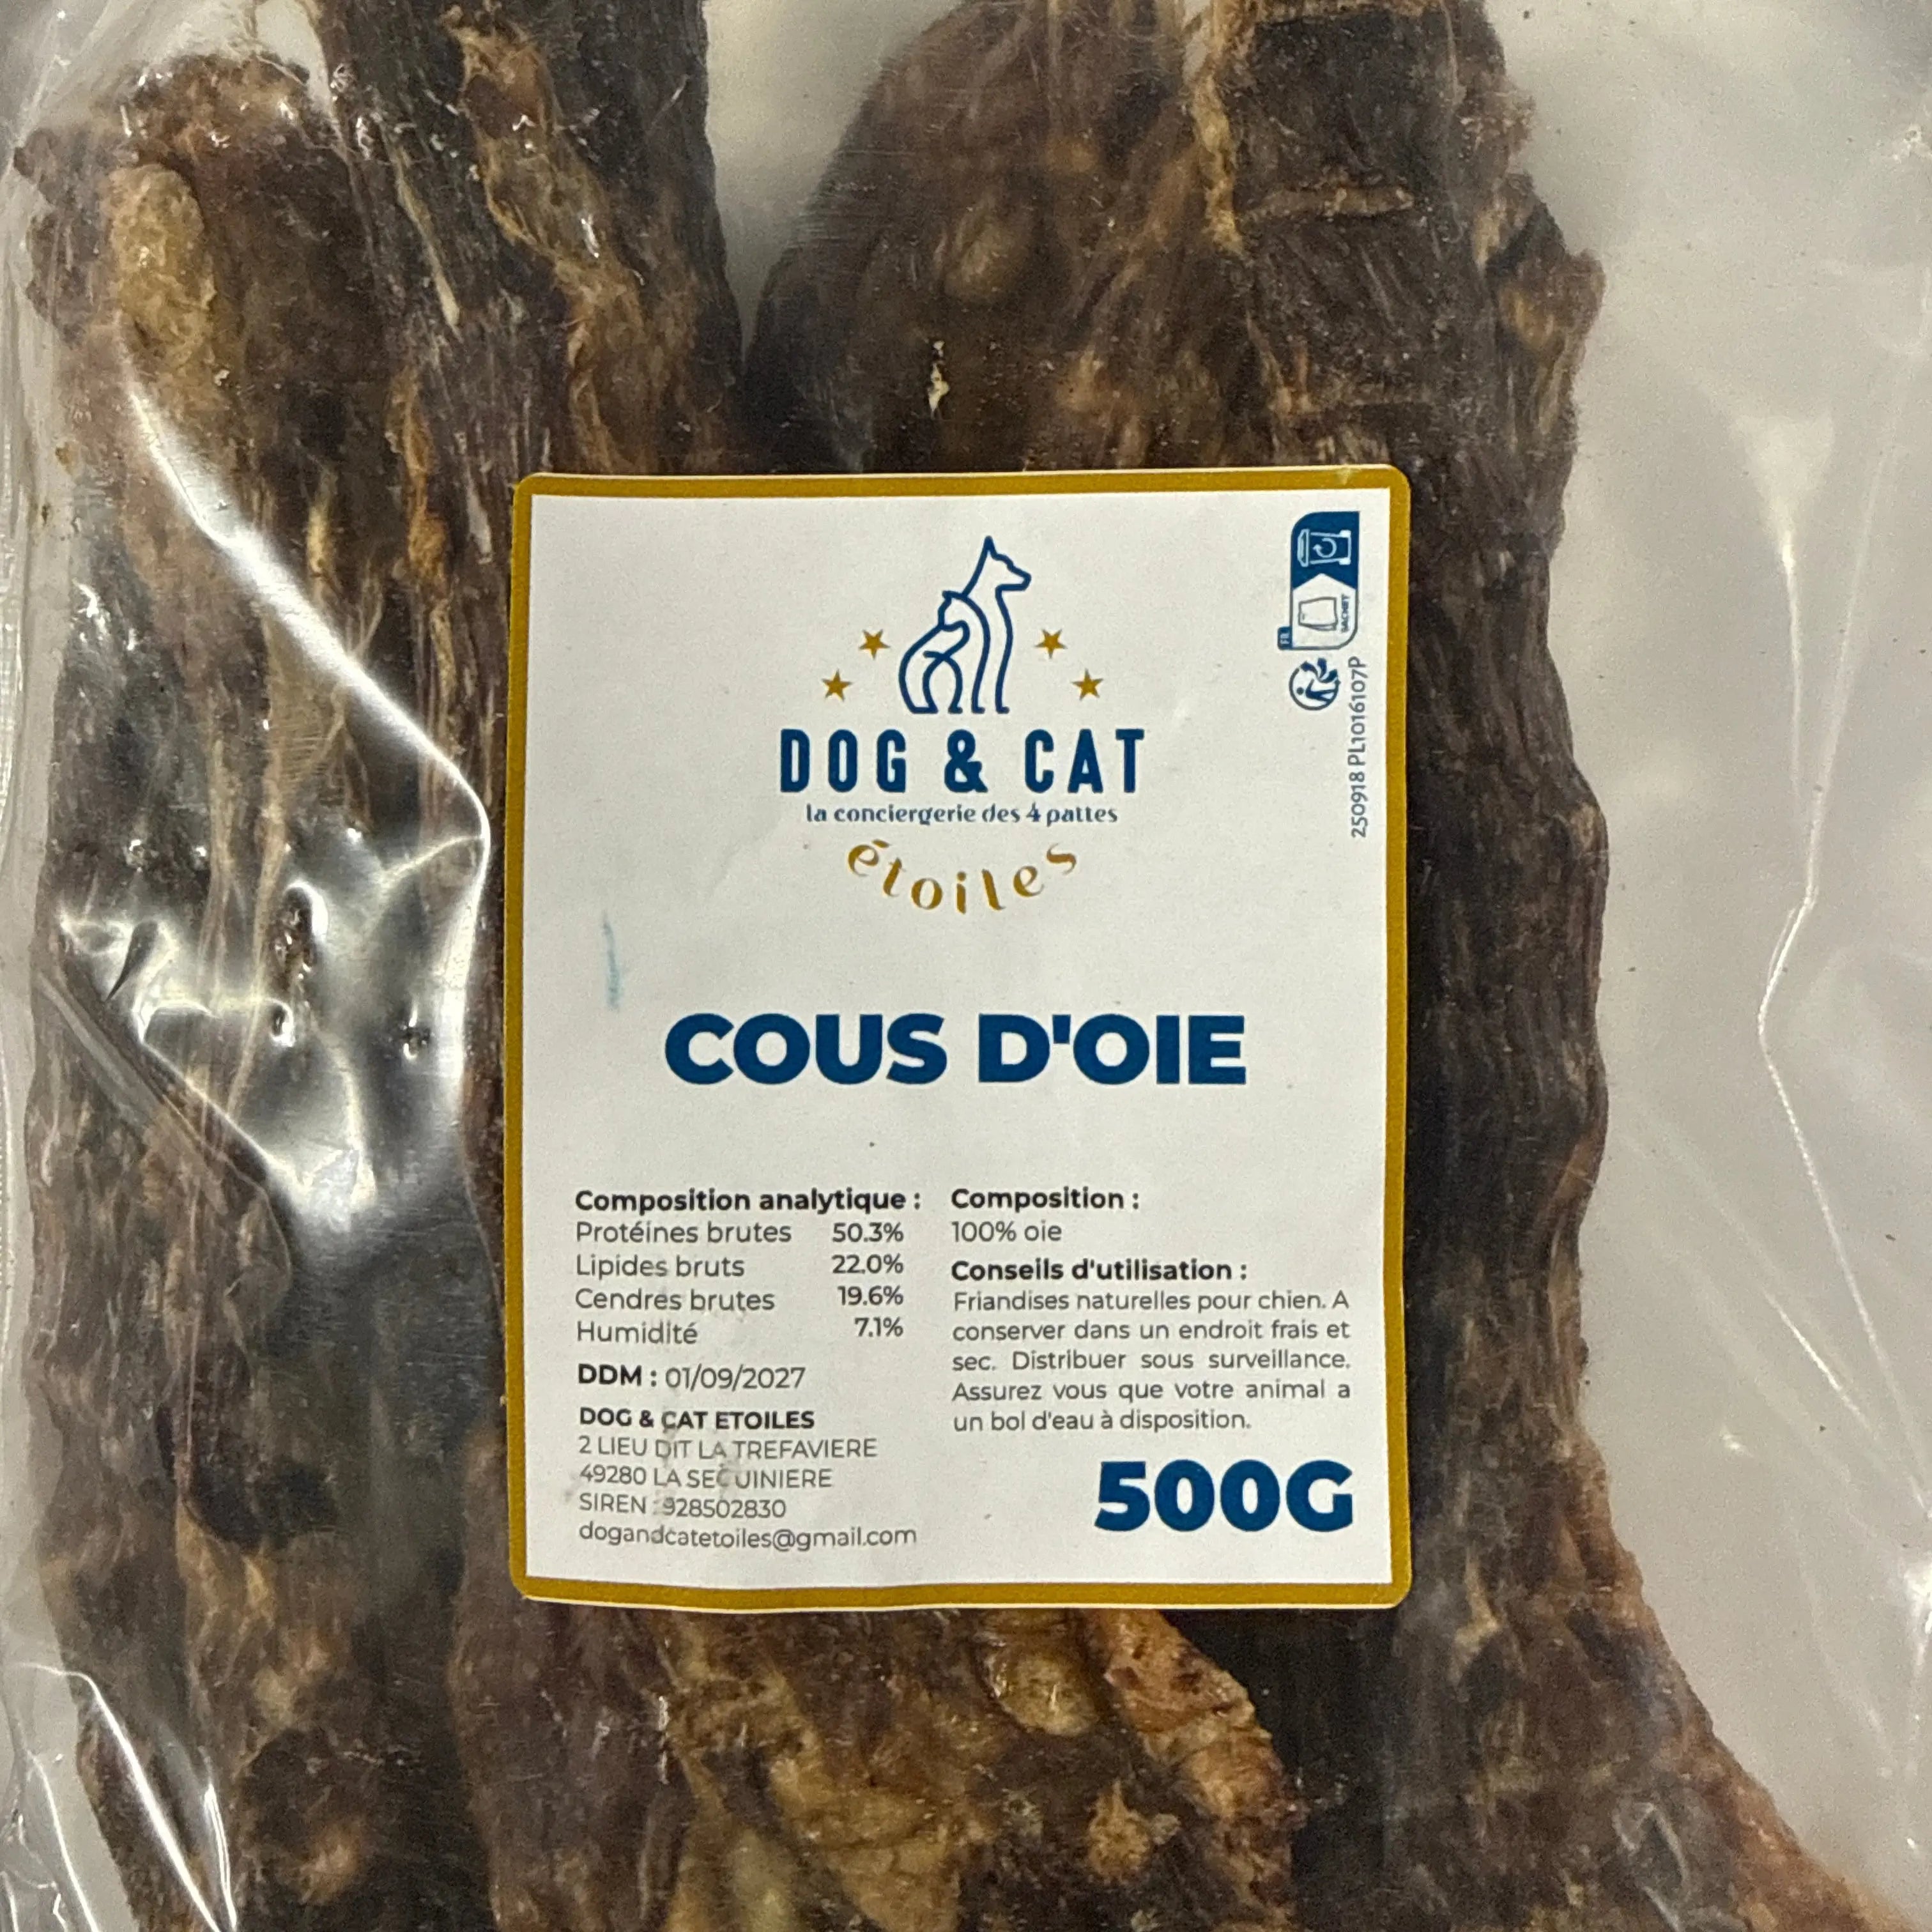 DOG & CAT
la conciergerie des 4 pattes
étoiles
FR
SACHET
250918 PL1016107P
COUS D'OIE
Composition analytique :
Protéines brutes 50.3%
Lipides bruts 22.0%
Cendres brutes 19.6%
Humidité 7.1%
DDM : 01/09/2027
DOG & CAT ETOILES
2 LIEU DIT LA TREFAVIERE
49280 LA SEGUINIERE
SIREN : 928502830
dogandcatetoiles@gmail.com
Composition :
100% oie
Conseils d'utilisation :
Friandises naturelles pour chien. A
conserver dans un endroit frais et
sec. Distribuer sous surveillance.
Assurez vous que votre animal a
un bol d'eau à disposition.
500G